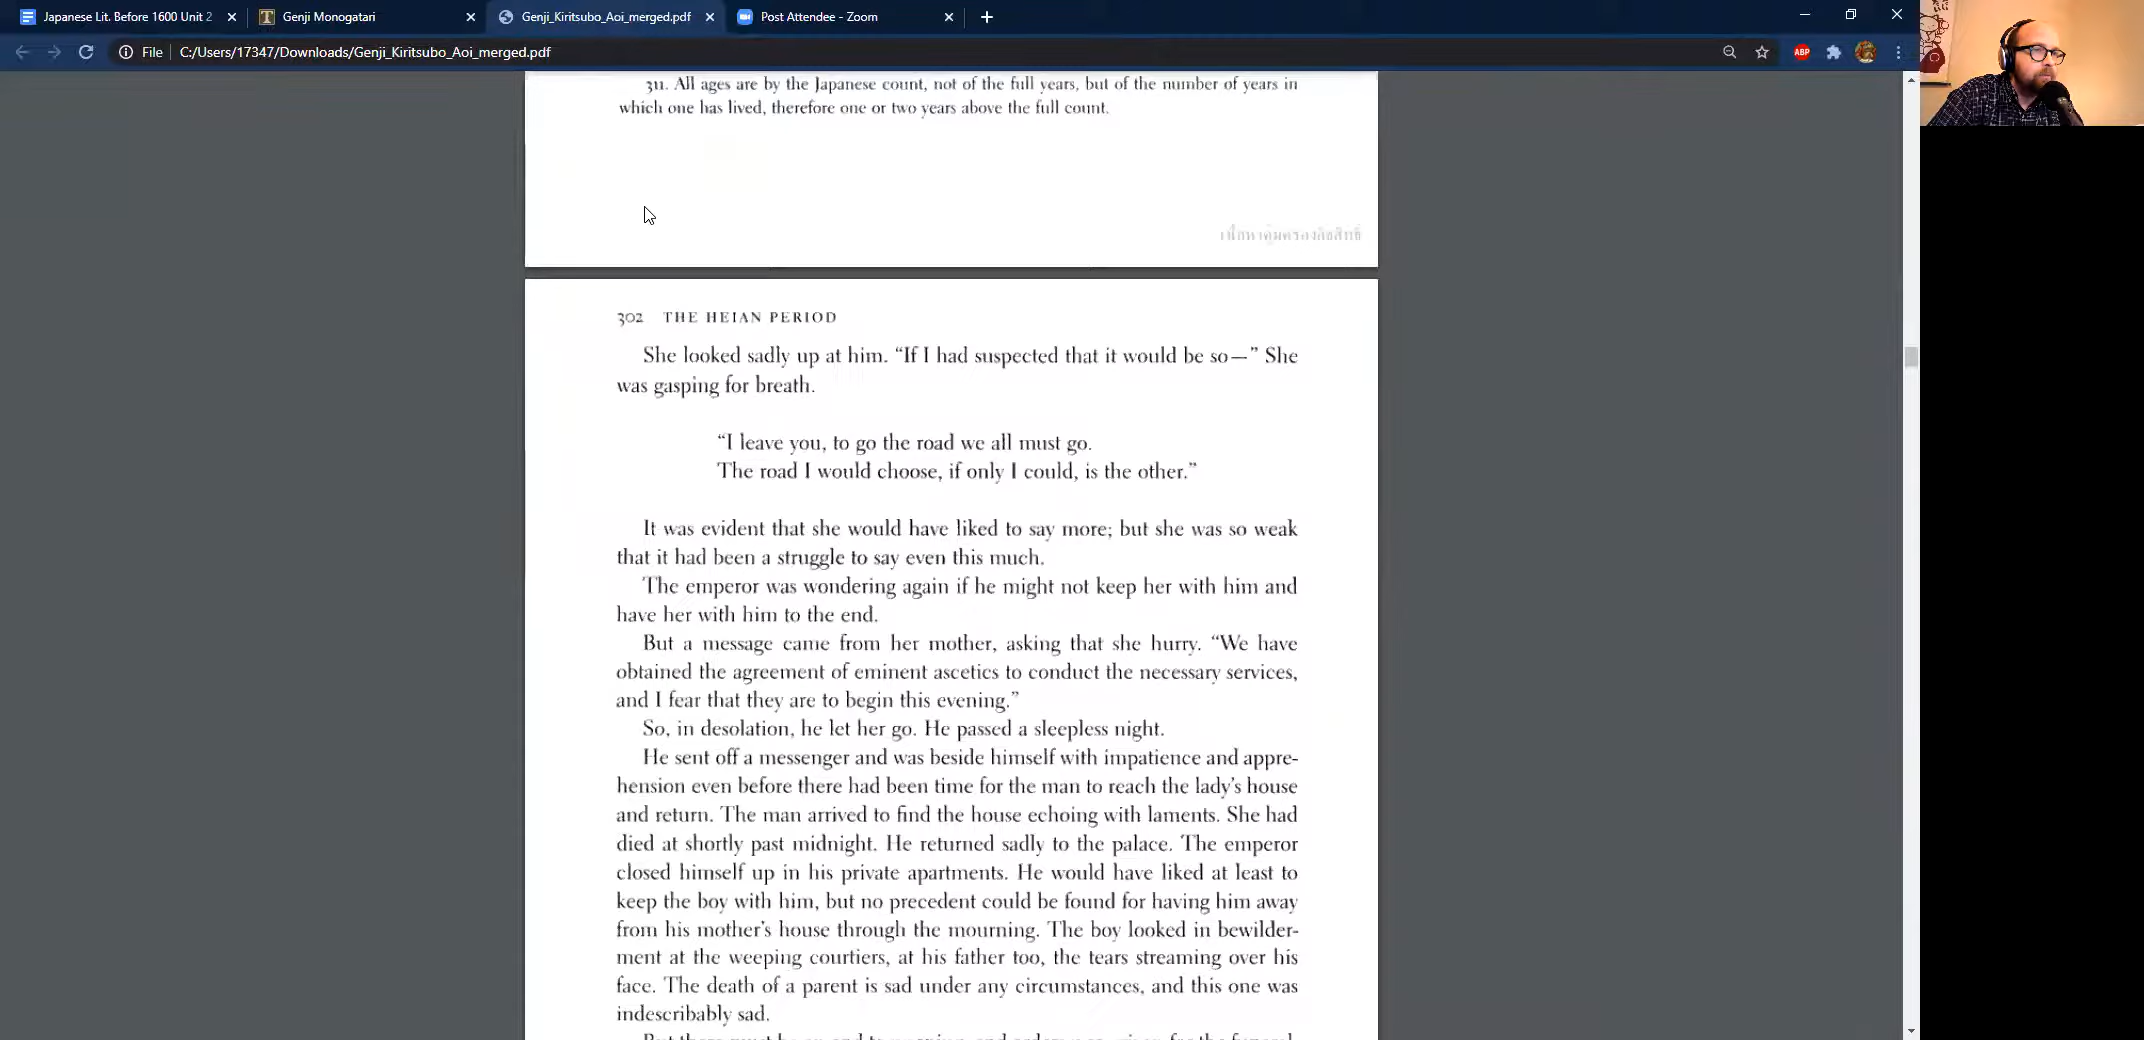 Japanese Lit. Before 1600 Unit 2
Genji Monogatari
Genji_Kiritsubo_Aoi_merged.pdf
Post Attendee - Zoom
File
C:/Users/17347/Downloads/Genji_Kiritsubo_Aoi_merged.pdf
ABP
311. All ages are by the Japanese count, not of the full years, but of the number of years in
which one has lived, therefore one or two years above the full count.
302 THE HEIAN PERIOD
She looked sadly up at him. “If I had suspected that it would be so—” She
was gasping for breath.
“I leave you, to go the road we all must go.
The road I would choose, if only I could, is the other.”
It was evident that she would have liked to say more; but she was so weak
that it had been a struggle to say even this much.
The emperor was wondering again if he might not keep her with him and
have her with him to the end.
But a message came from her mother, asking that she hurry. “We have
obtained the agreement of eminent ascetics to conduct the necessary services,
and I fear that they are to begin this evening.”
So, in desolation, he let her go. He passed a sleepless night.
He sent off a messenger and was beside himself with impatience and appre-
hension even before there had been time for the man to reach the lady’s house
and return. The man arrived to find the house echoing with laments. She had
died at shortly past midnight. He returned sadly to the palace. The emperor
closed himself up in his private apartments. He would have liked at least to
keep the boy with him, but no precedent could be found for having him away
from his mother’s house through the mourning. The boy looked in bewilder-
ment at the weeping courtiers, at his father too, the tears streaming over his
face. The death of a parent is sad under any circumstances, and this one was
indescribably sad.